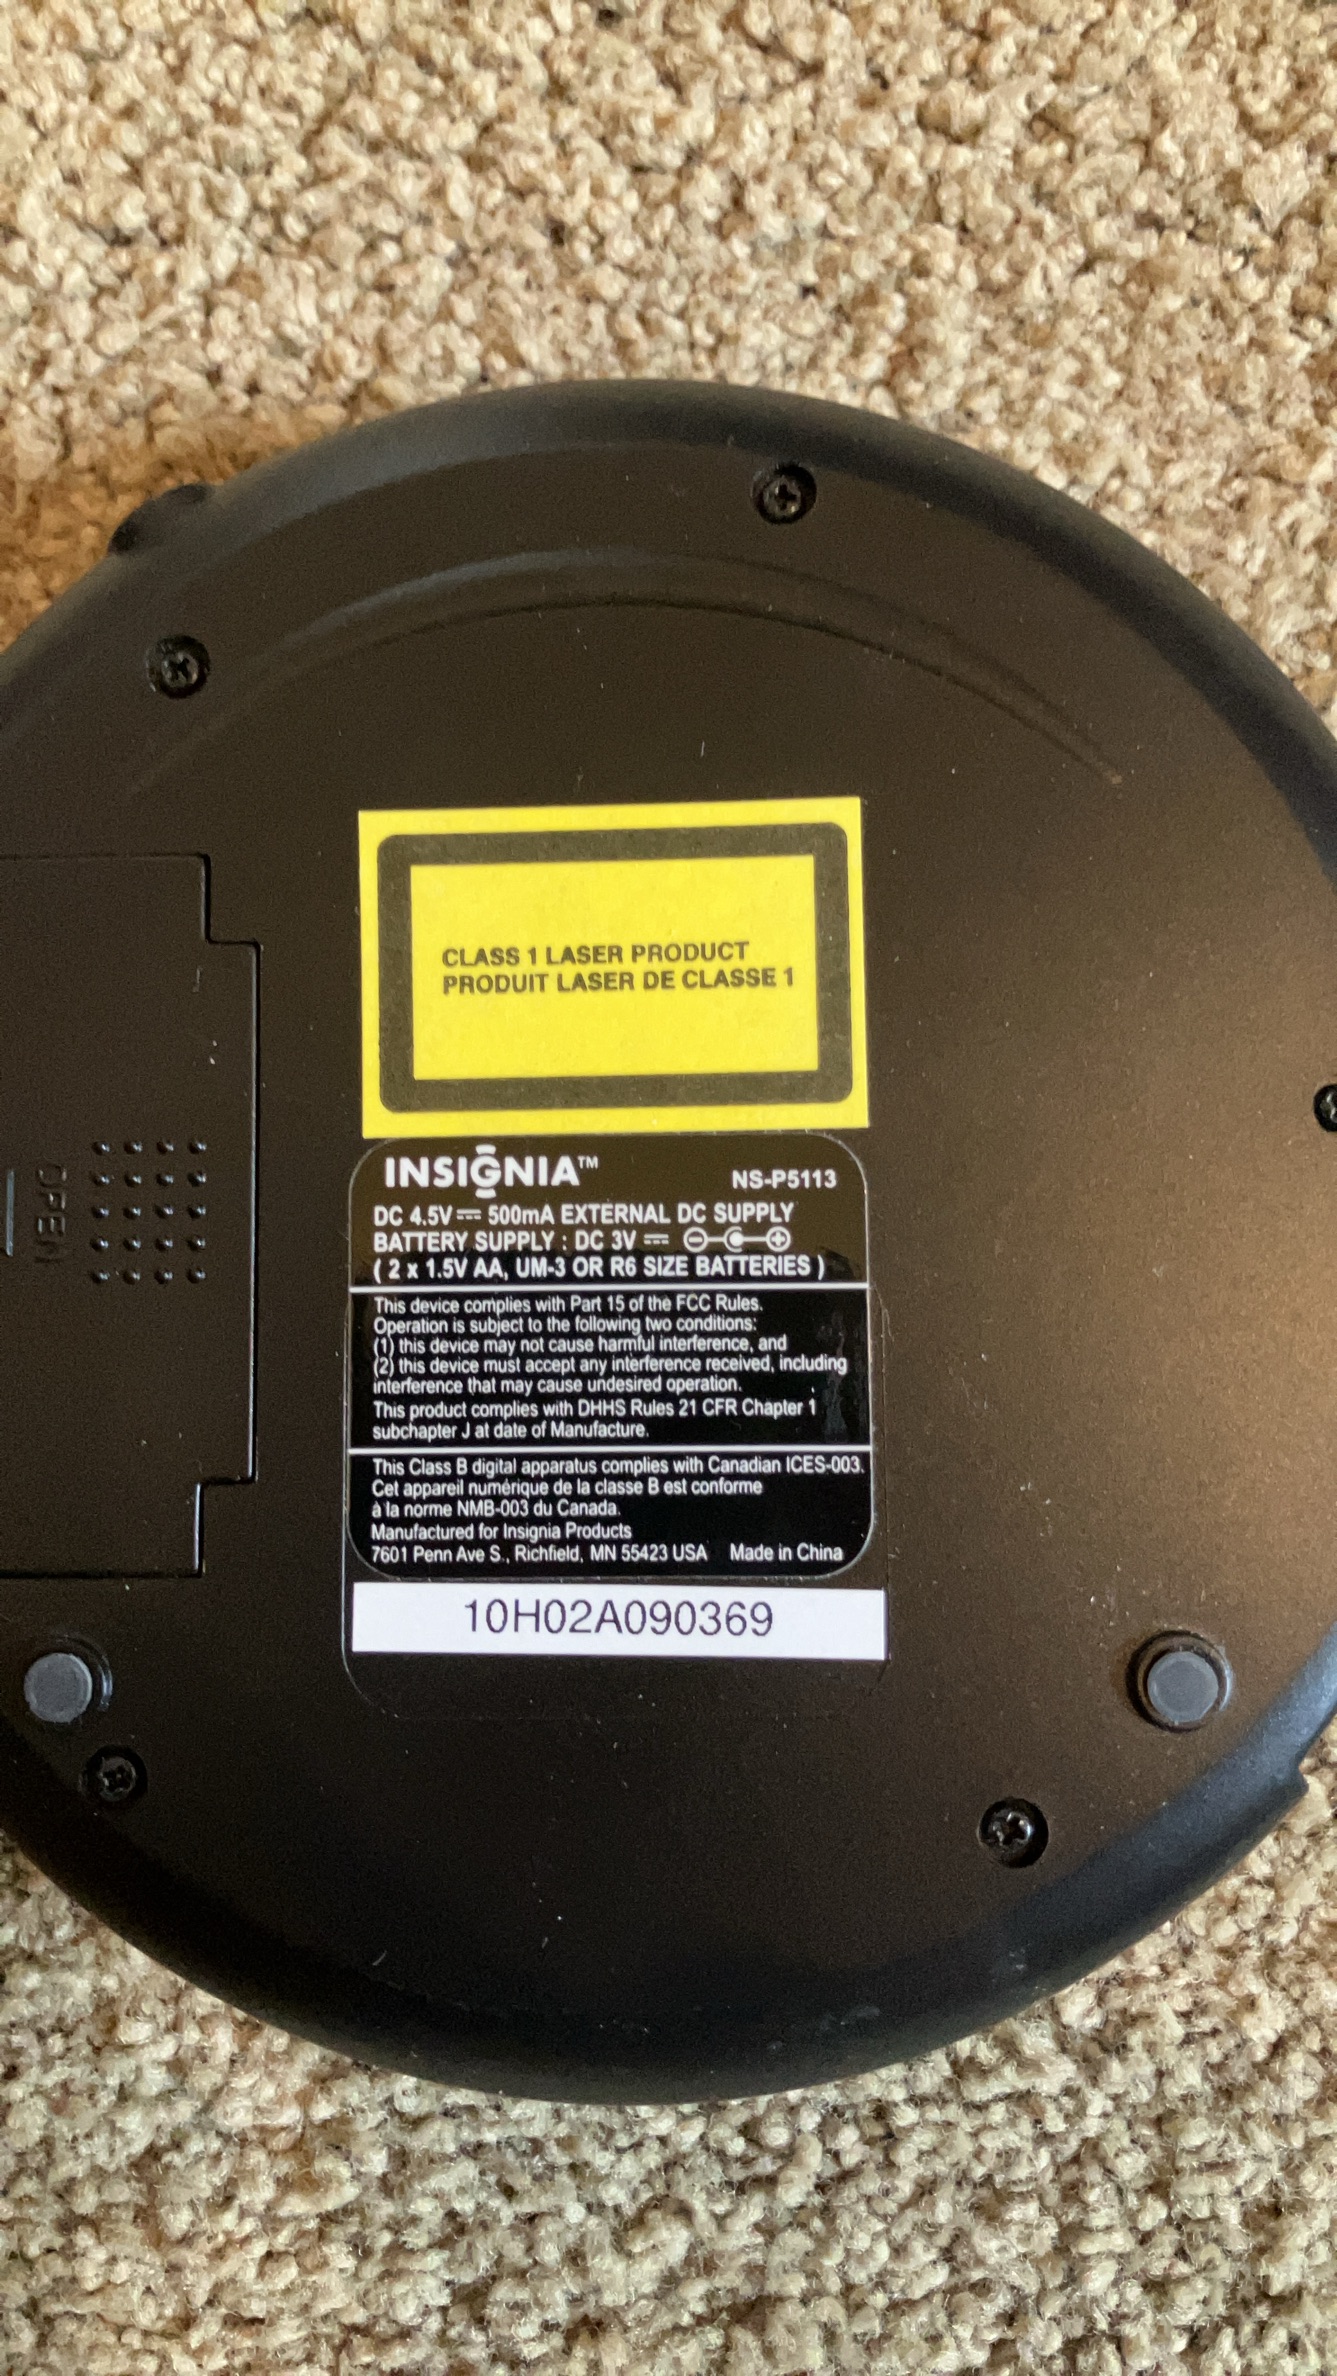 CLASS 1 LASER PRODUCT
PRODUIT LASER DE CLASSE 1
INSIGNIA™ NS-P5113
DC 4.5V ⎓ 500mA EXTERNAL DC SUPPLY
BATTERY SUPPLY : DC 3V ⎓
( 2 x 1.5V AA, UM-3 OR R6 SIZE BATTERIES )
This device complies with Part 15 of the FCC Rules.
Operation is subject to the following two conditions:
(1) this device may not cause harmful interference, and
(2) this device must accept any interference received, including
interference that may cause undesired operation.
This product complies with DHHS Rules 21 CFR Chapter 1
subchapter J at date of Manufacture.
This Class B digital apparatus complies with Canadian ICES-003.
Cet appareil numérique de la classe B est conforme
à la norme NMB-003 du Canada.
Manufactured for Insignia Products
7601 Penn Ave S., Richfield, MN 55423 USA Made in China
10H02A090369
OPEN